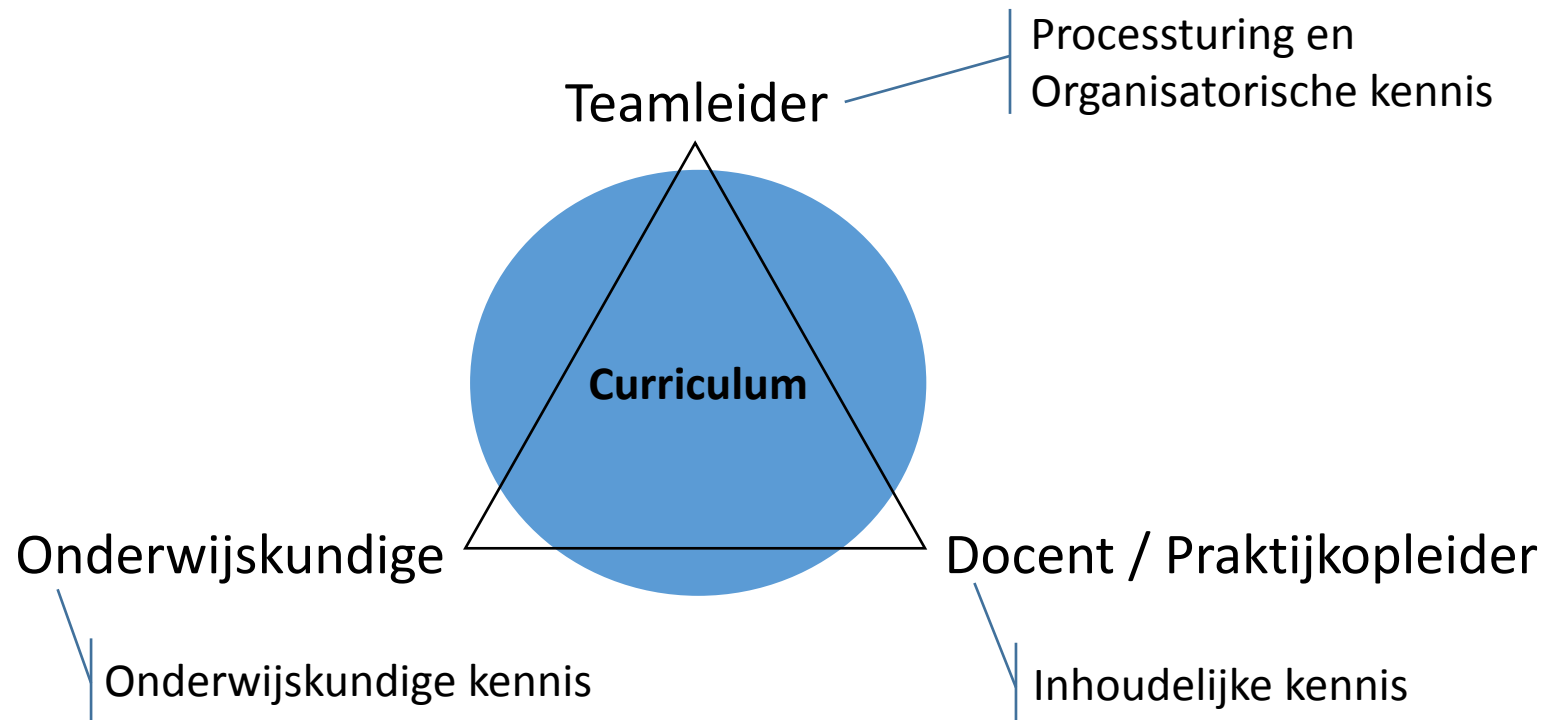 Processturing en
Organisatorische kennis
Teamleider
Curriculum
Onderwijskundige
Docent / Praktijkopleider
Onderwijskundige kennis
Inhoudelijke kennis